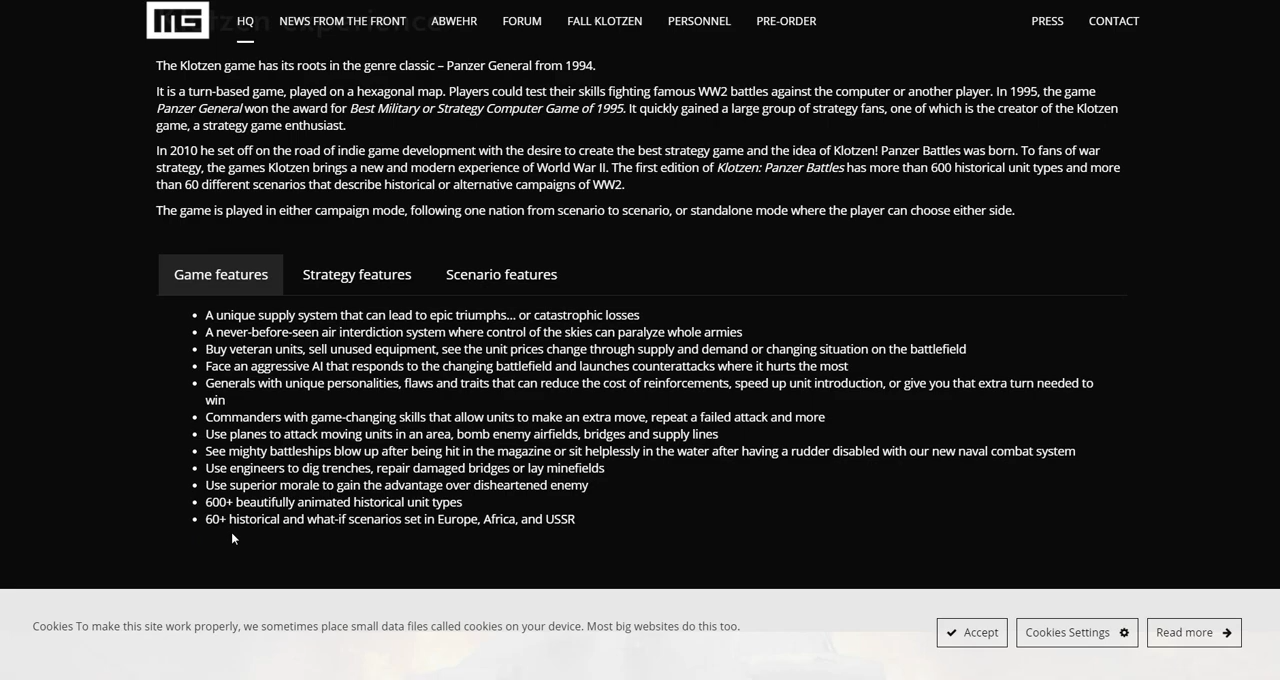 MG
HQ NEWS FROM THE FRONT ABWEHR FORUM FALL KLOTZEN PERSONNEL PRE-ORDER PRESS CONTACT
Klotzen experience
The Klotzen game has its roots in the genre classic – Panzer General from 1994.
It is a turn-based game, played on a hexagonal map. Players could test their skills fighting famous WW2 battles against the computer or another player. In 1995, the game
Panzer General won the award for Best Military or Strategy Computer Game of 1995. It quickly gained a large group of strategy fans, one of which is the creator of the Klotzen
game, a strategy game enthusiast.
In 2010 he set off on the road of indie game development with the desire to create the best strategy game and the idea of Klotzen! Panzer Battles was born. To fans of war
strategy, the games Klotzen brings a new and modern experience of World War II. The first edition of Klotzen: Panzer Battles has more than 600 historical unit types and more
than 60 different scenarios that describe historical or alternative campaigns of WW2.
The game is played in either campaign mode, following one nation from scenario to scenario, or standalone mode where the player can choose either side.
Game features Strategy features Scenario features
• A unique supply system that can lead to epic triumphs... or catastrophic losses
• A never-before-seen air interdiction system where control of the skies can paralyze whole armies
• Buy veteran units, sell unused equipment, see the unit prices change through supply and demand or changing situation on the battlefield
• Face an aggressive AI that responds to the changing battlefield and launches counterattacks where it hurts the most
• Generals with unique personalities, flaws and traits that can reduce the cost of reinforcements, speed up unit introduction, or give you that extra turn needed to
win
• Commanders with game-changing skills that allow units to make an extra move, repeat a failed attack and more
• Use planes to attack moving units in an area, bomb enemy airfields, bridges and supply lines
• See mighty battleships blow up after being hit in the magazine or sit helplessly in the water after having a rudder disabled with our new naval combat system
• Use engineers to dig trenches, repair damaged bridges or lay minefields
• Use superior morale to gain the advantage over disheartened enemy
• 600+ beautifully animated historical unit types
• 60+ historical and what-if scenarios set in Europe, Africa, and USSR
Cookies To make this site work properly, we sometimes place small data files called cookies on your device. Most big websites do this too.
Accept Cookies Settings Read more